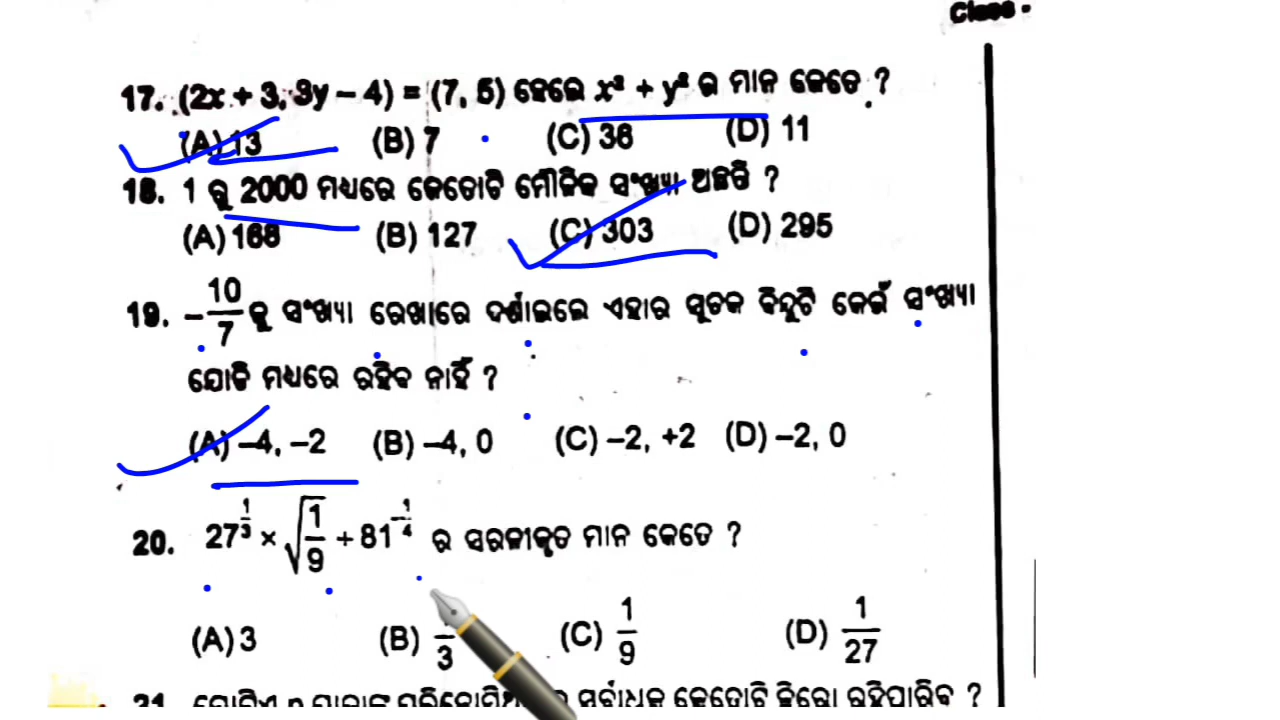 Class -
17. (2x + 3, 3y – 4) = (7, 5) ହେଲେ x² + y² ର ମାନ କେତେ ?
(A) 13 (B) 7 (C) 36 (D) 11
18. 1 ରୁ 2000 ମଧ୍ୟରେ କେତୋଟି ମୌଳିକ ସଂଖ୍ୟା ଅଛନ୍ତି ?
(A) 168 (B) 127 (C) 303 (D) 295
19. –10/7 କୁ ସଂଖ୍ୟା ରେଖାରେ ଦର୍ଶାଇଲେ ଏହାର ସୂଚକ ବିନ୍ଦୁଟି କେଉଁ ସଂଖ୍ୟା
ଯୋଡି ମଧ୍ୟରେ ରହିବ ନାହିଁ ?
(A) –4, –2 (B) –4, 0 (C) –2, +2 (D) –2, 0
20. 27^(1/3) × √(1/9) + 81^(–1/4) ର ସରଳୀକୃତ ମାନ କେତେ ?
(A) 3 (B) /3 (C) 1/9 (D) 1/27